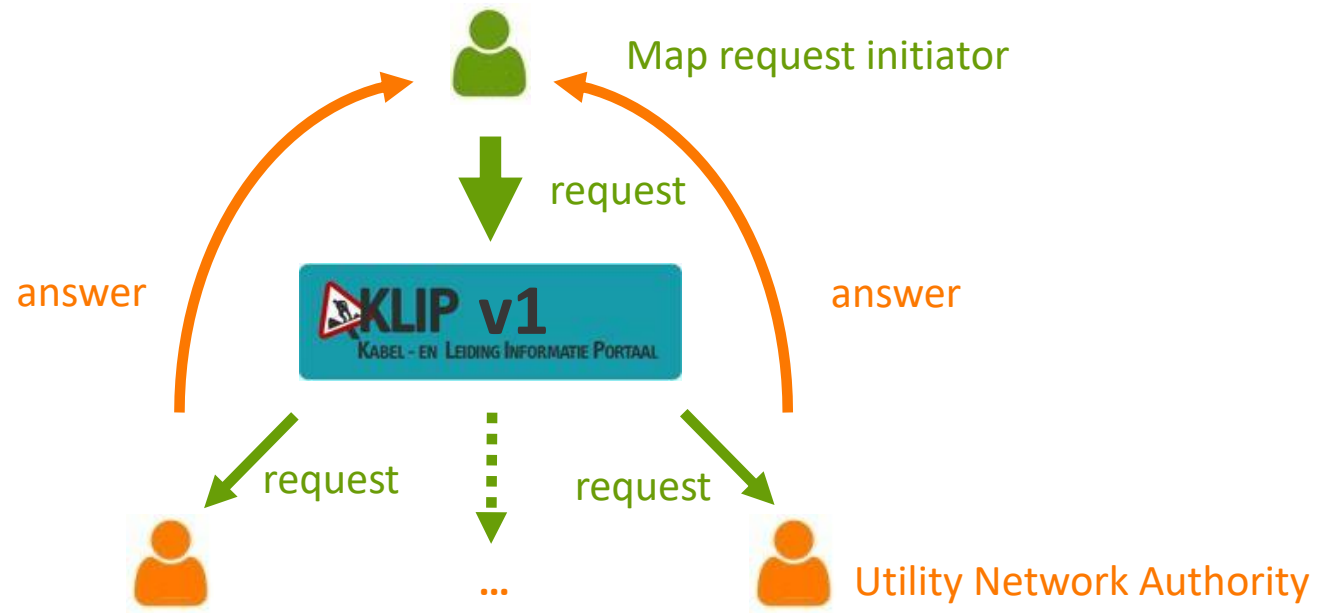 Map request initiator
request
answer
answer
KLIP v1
KABEL - EN LEIDING INFORMATIE PORTAAL
request
request
...
Utility Network Authority